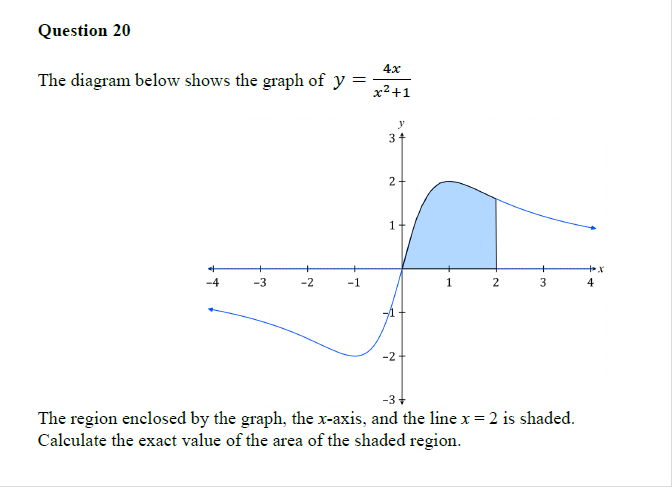 Question 20
The diagram below shows the graph of y = 4x / x²+1
y
3
2
1
-4 -3 -2 -1 1 2 3 4 x
-1
-2
-3
The region enclosed by the graph, the x-axis, and the line x = 2 is shaded.
Calculate the exact value of the area of the shaded region.